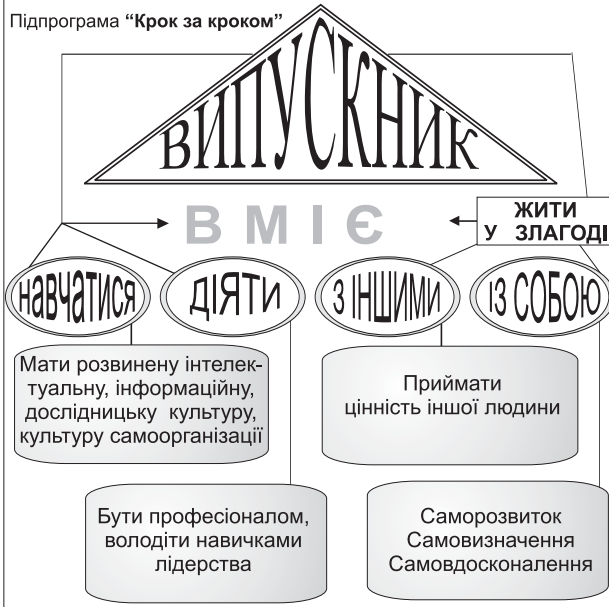 Підпрограма “Крок за кроком”
ВИПУСКНИК
ВМІЄ
ЖИТИ
У ЗЛАГОДІ
НАВЧАТИСЯ
ДІЯТИ
З ІНШИМИ
ІЗ СОБОЮ
Мати розвинену інтелек-
туальну, інформаційну,
дослідницьку культуру,
культуру самоорганізації
Приймати
цінність іншої людини
Бути професіоналом,
володіти навичками
лідерства
Саморозвиток
Самовизначення
Самовдосконалення